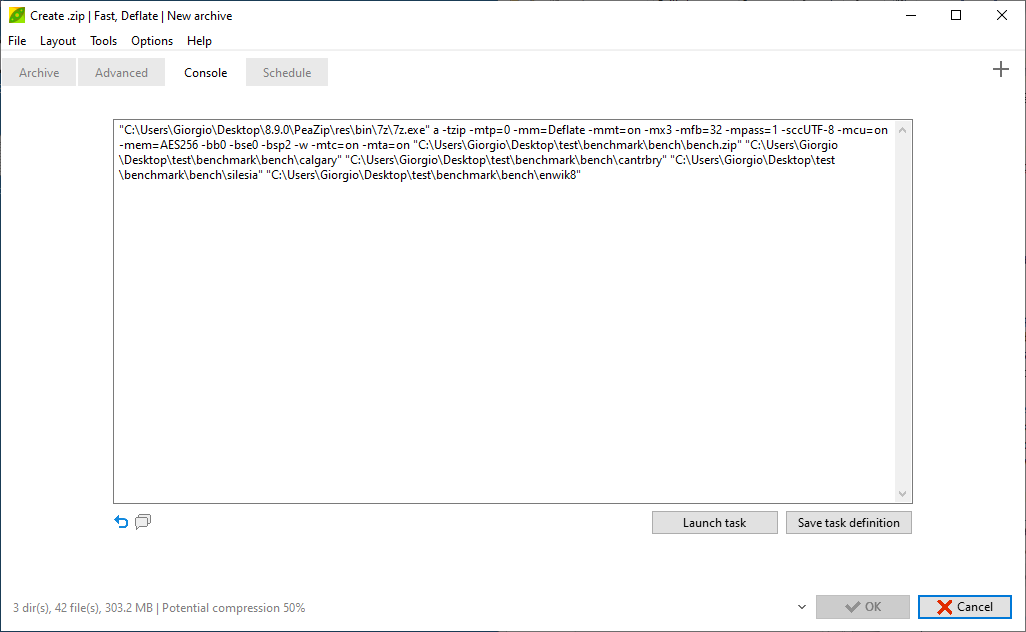 Create .zip | Fast, Deflate | New archive
File Layout Tools Options Help
Archive Advanced Console Schedule
"C:\Users\Giorgio\Desktop\8.9.0\PeaZip\res\bin\7z\7z.exe" a -tzip -mtp=0 -mm=Deflate -mmt=on -mx3 -mfb=32 -mpass=1 -sccUTF-8 -mcu=on
-mem=AES256 -bb0 -bse0 -bsp2 -w -mtc=on -mta=on "C:\Users\Giorgio\Desktop\test\benchmark\bench\bench.zip" "C:\Users\Giorgio
\Desktop\test\benchmark\bench\calgary" "C:\Users\Giorgio\Desktop\test\benchmark\bench\cantrbry" "C:\Users\Giorgio\Desktop\test
\benchmark\bench\silesia" "C:\Users\Giorgio\Desktop\test\benchmark\bench\enwik8"
Launch task Save task definition
3 dir(s), 42 file(s), 303.2 MB | Potential compression 50% OK Cancel